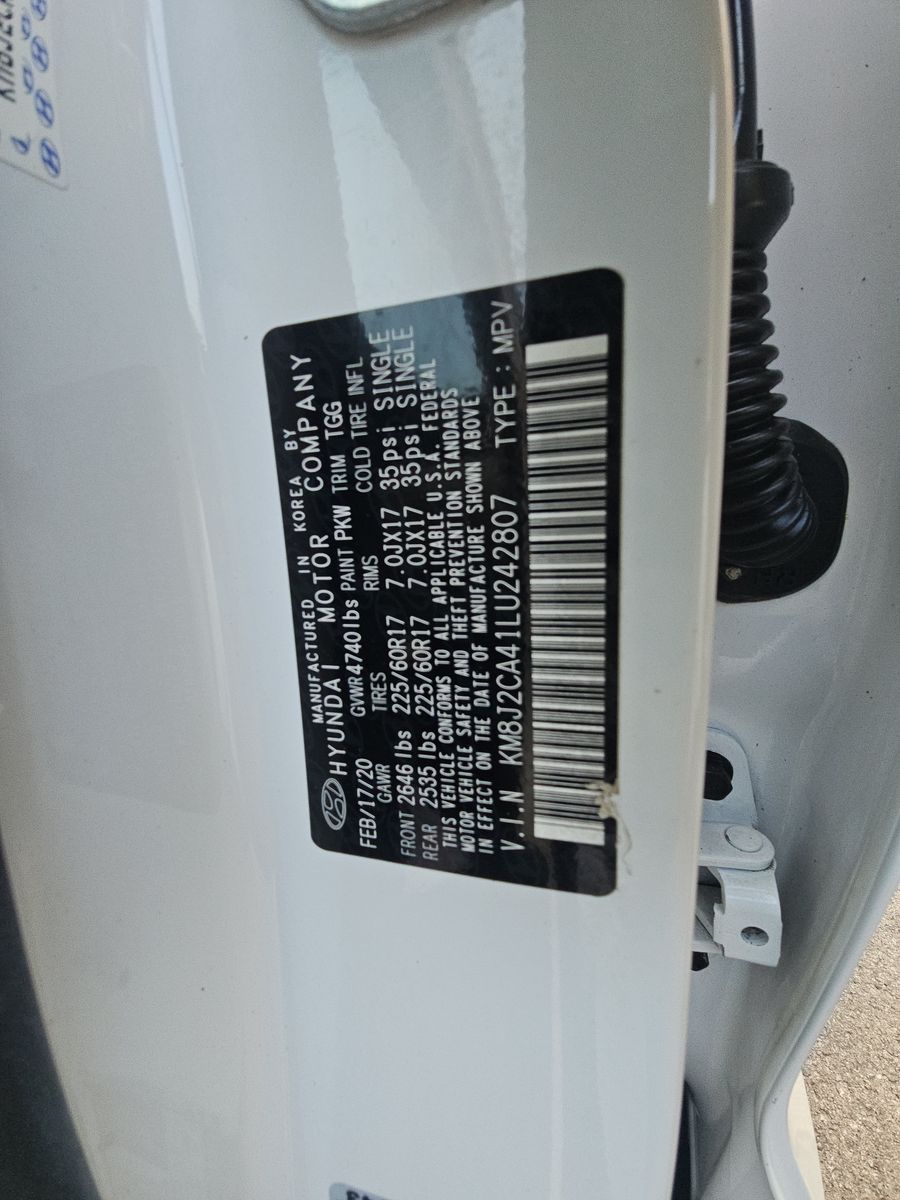 MANUFACTURED IN KOREA BY
HYUNDAI MOTOR COMPANY
FEB/17/20 GVWR 4740lbs PAINT PKW TRIM TGG
GAWR TIRES RIMS COLD TIRE INFL
FRONT 2646 lbs 225/60R17 7.0JX17 35psi SINGLE
REAR 2535 lbs 225/60R17 7.0JX17 35psi SINGLE
THIS VEHICLE CONFORMS TO ALL APPLICABLE U.S.A. FEDERAL
MOTOR VEHICLE SAFETY AND THEFT PREVENTION STANDARDS
IN EFFECT ON THE DATE OF MANUFACTURE SHOWN ABOVE
V.I.N KM8J2CA41LU242807 TYPE : MPV